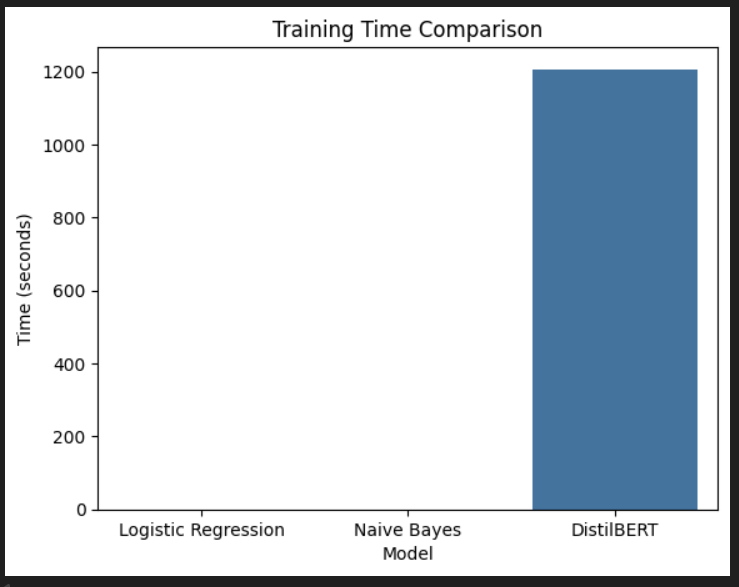 Training Time Comparison
1200
1000
800
600
400
200
0
Time (seconds)
Logistic Regression Naive Bayes DistilBERT
Model